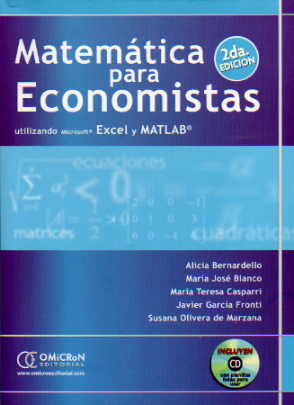 Matemática
para
Economistas
2da.
EDICIÓN
utilizando Microsoft® Excel y MATLAB®
ecuaciones
matrices
cuadráticas
Alicia Bernardello
María José Bianco
María Teresa Casparri
Javier García Fronti
Susana Olivera de Marzana
OMICRON
EDITORIAL
www.omicroneditorial.com
INCLUYEN
CD